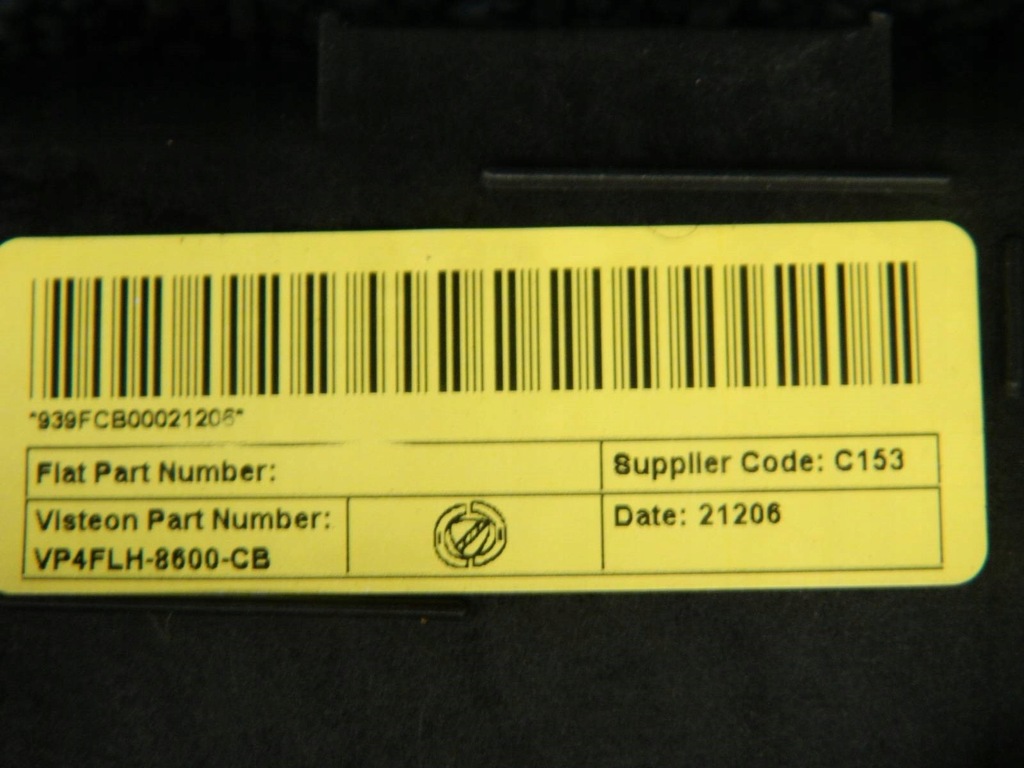 *939FCB00021206*
Fiat Part Number:
Supplier Code: C153
Visteon Part Number:
VP4FLH-8600-CB
Date: 21206